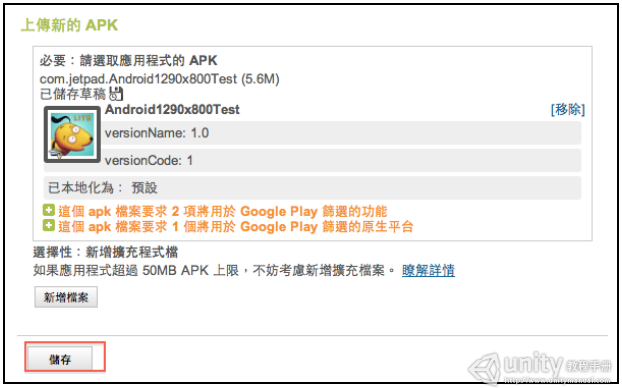 上傳新的 APK
必要：請選取應用程式的 APK
com.jetpad.Android1290x800Test (5.6M)
已儲存草稿
Android1290x800Test [移除]
LITE
versionName: 1.0
versionCode: 1
已本地化為： 預設
這個 apk 檔案要求 2 項將用於 Google Play 篩選的功能
這個 apk 檔案要求 1 個將用於 Google Play 篩選的原生平台
選擇性：新增擴充程式檔
如果應用程式超過 50MB APK 上限，不妨考慮新增擴充檔案。 瞭解詳情
新增檔案
儲存
unity 教程手册
http://www.unitymanual.com